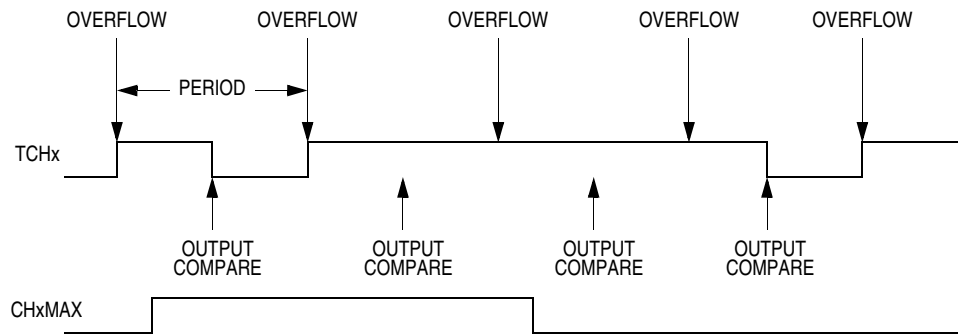 OVERFLOW OVERFLOW OVERFLOW OVERFLOW OVERFLOW
PERIOD
TCHx
OUTPUT COMPARE
OUTPUT COMPARE
OUTPUT COMPARE
OUTPUT COMPARE
CHxMAX